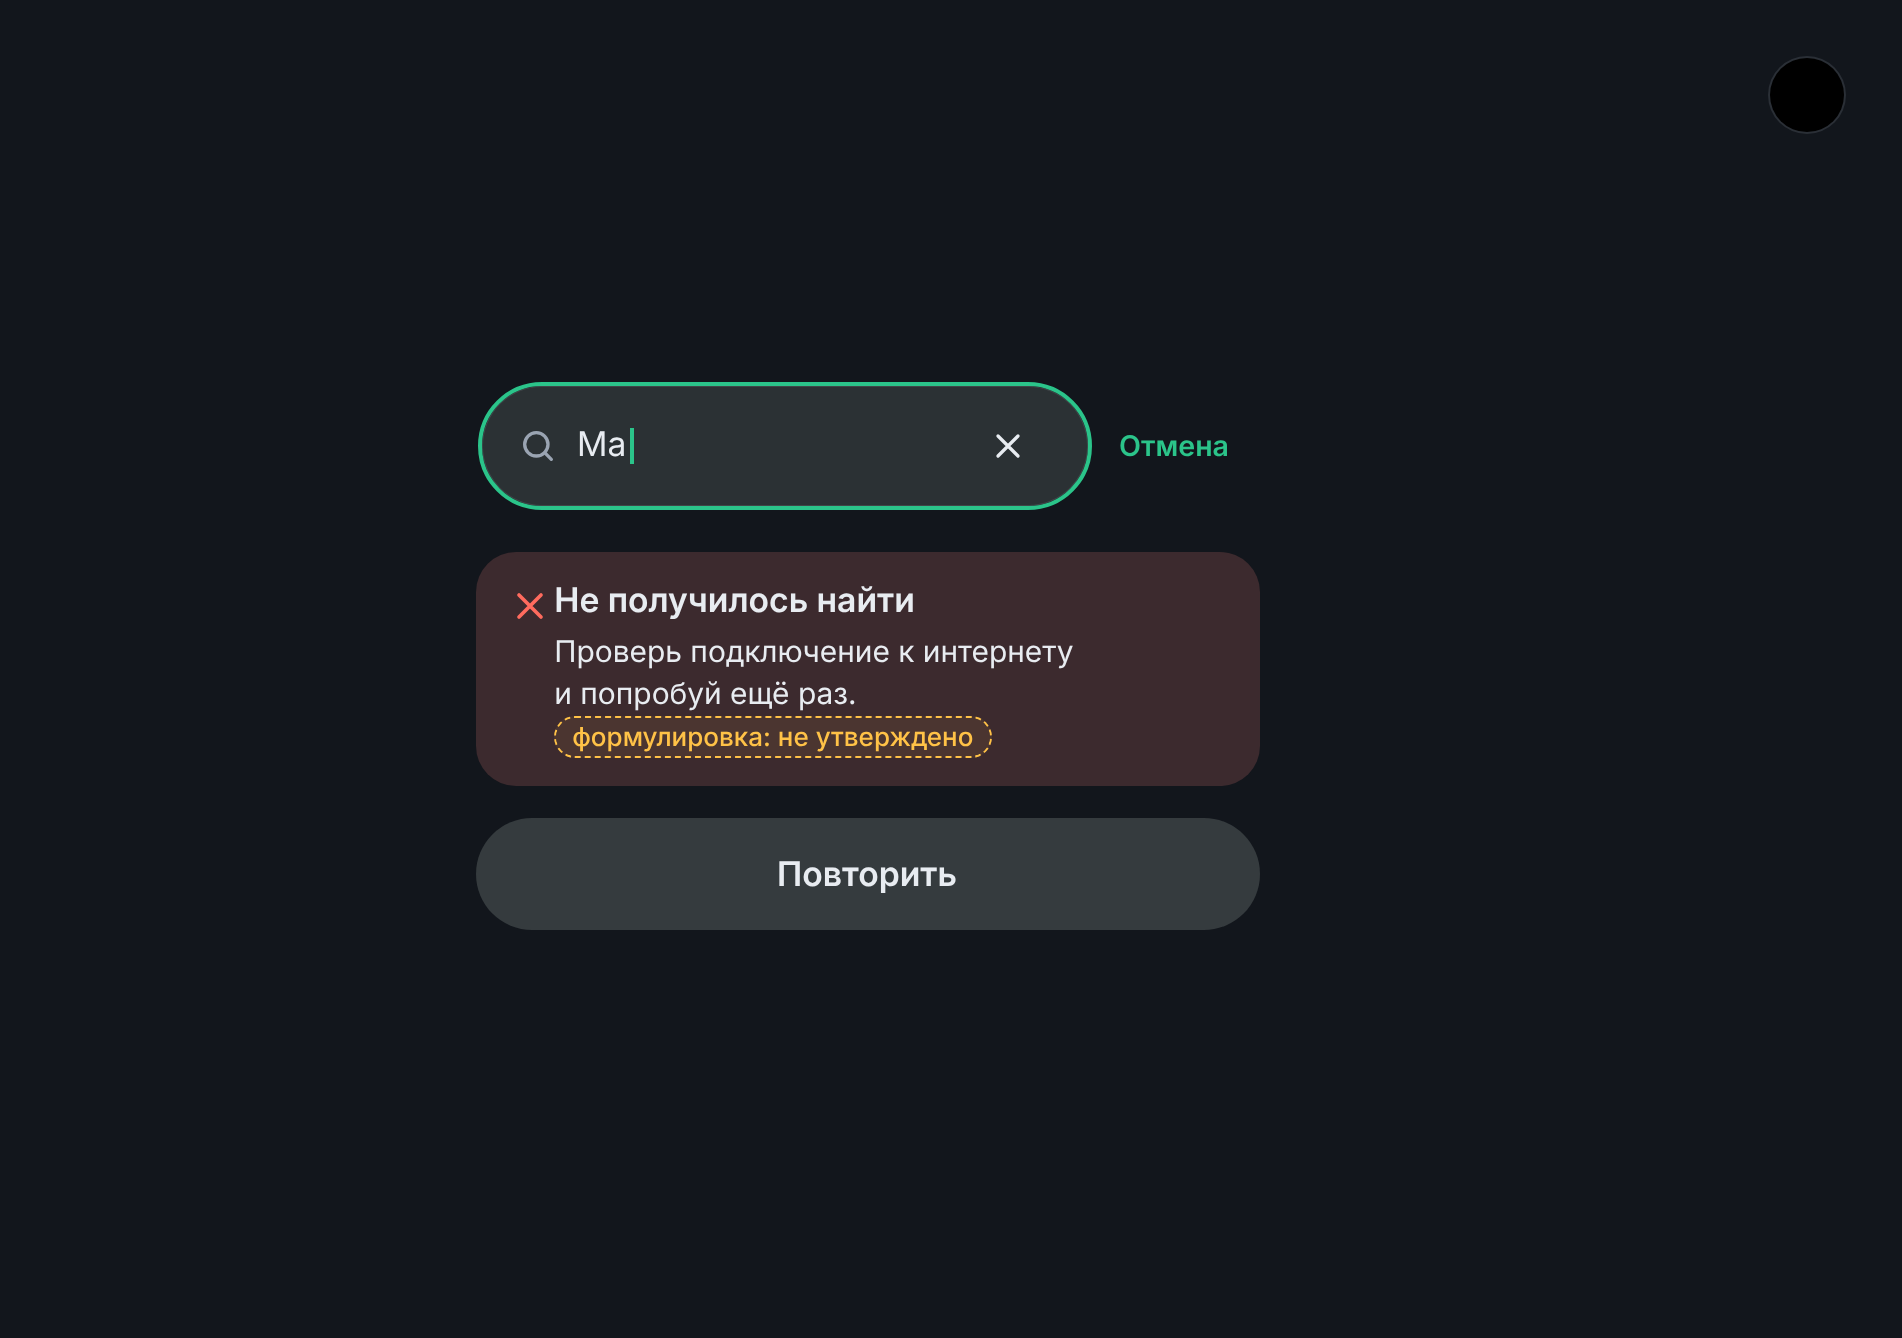 Ма
Отмена
Не получилось найти
Проверь подключение к интернету
и попробуй ещё раз.
формулировка: не утверждено
Повторить